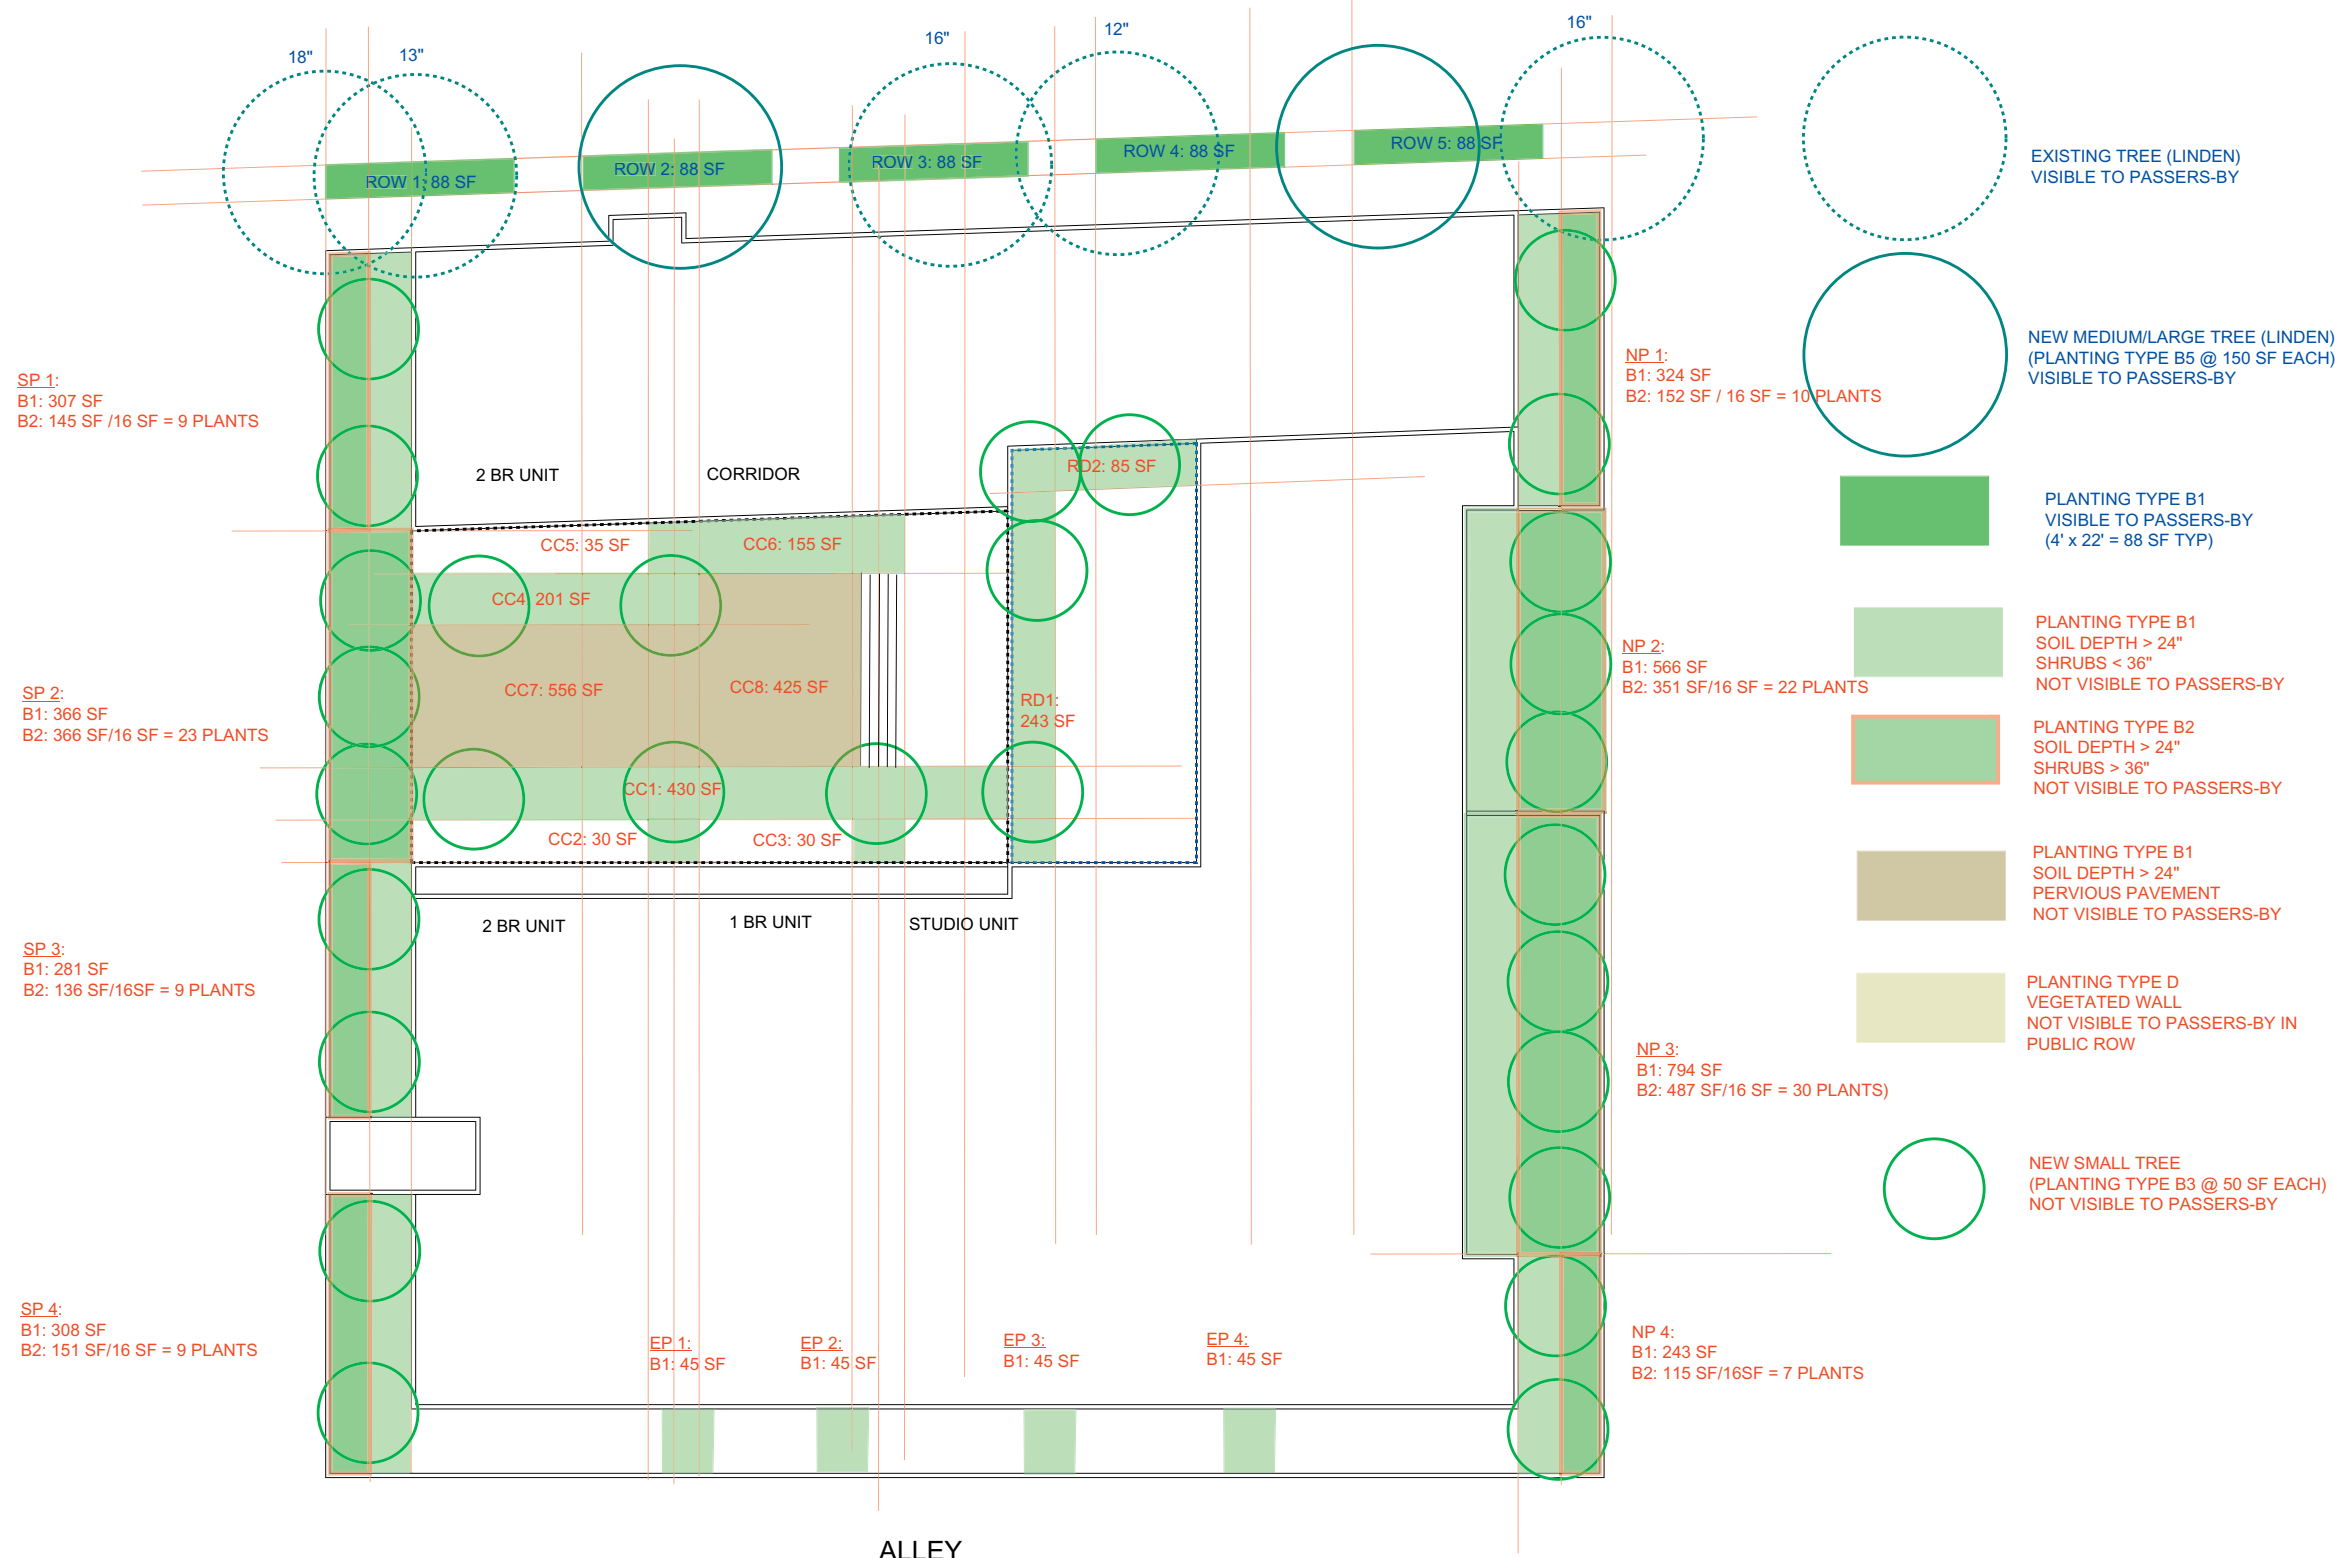 18"
13"
16"
12"
16"
ROW 1: 88 SF
ROW 2: 88 SF
ROW 3: 88 SF
ROW 4: 88 SF
ROW 5: 88 SF
EXISTING TREE (LINDEN)
VISIBLE TO PASSERS-BY
NEW MEDIUM/LARGE TREE (LINDEN)
(PLANTING TYPE B5 @ 150 SF EACH)
VISIBLE TO PASSERS-BY
PLANTING TYPE B1
VISIBLE TO PASSERS-BY
(4' x 22' = 88 SF TYP)
PLANTING TYPE B1
SOIL DEPTH > 24"
SHRUBS < 36"
NOT VISIBLE TO PASSERS-BY
PLANTING TYPE B2
SOIL DEPTH > 24"
SHRUBS > 36"
NOT VISIBLE TO PASSERS-BY
PLANTING TYPE B1
SOIL DEPTH > 24"
PERVIOUS PAVEMENT
NOT VISIBLE TO PASSERS-BY
PLANTING TYPE D
VEGETATED WALL
NOT VISIBLE TO PASSERS-BY IN
PUBLIC ROW
NEW SMALL TREE
(PLANTING TYPE B3 @ 50 SF EACH)
NOT VISIBLE TO PASSERS-BY
SP 1:
B1: 307 SF
B2: 145 SF /16 SF = 9 PLANTS
SP 2:
B1: 366 SF
B2: 366 SF/16 SF = 23 PLANTS
SP 3:
B1: 281 SF
B2: 136 SF/16SF = 9 PLANTS
SP 4:
B1: 308 SF
B2: 151 SF/16 SF = 9 PLANTS
NP 1:
B1: 324 SF
B2: 152 SF / 16 SF = 10 PLANTS
NP 2:
B1: 566 SF
B2: 351 SF/16 SF = 22 PLANTS
NP 3:
B1: 794 SF
B2: 487 SF/16 SF = 30 PLANTS)
NP 4:
B1: 243 SF
B2: 115 SF/16SF = 7 PLANTS
2 BR UNIT
CORRIDOR
RD2: 85 SF
CC5: 35 SF
CC6: 155 SF
CC4: 201 SF
CC7: 556 SF
CC8: 425 SF
RD1:
243 SF
CC1: 430 SF
CC2: 30 SF
CC3: 30 SF
2 BR UNIT
1 BR UNIT
STUDIO UNIT
EP 1:
B1: 45 SF
EP 2:
B1: 45 SF
EP 3:
B1: 45 SF
EP 4:
B1: 45 SF
ALLEY